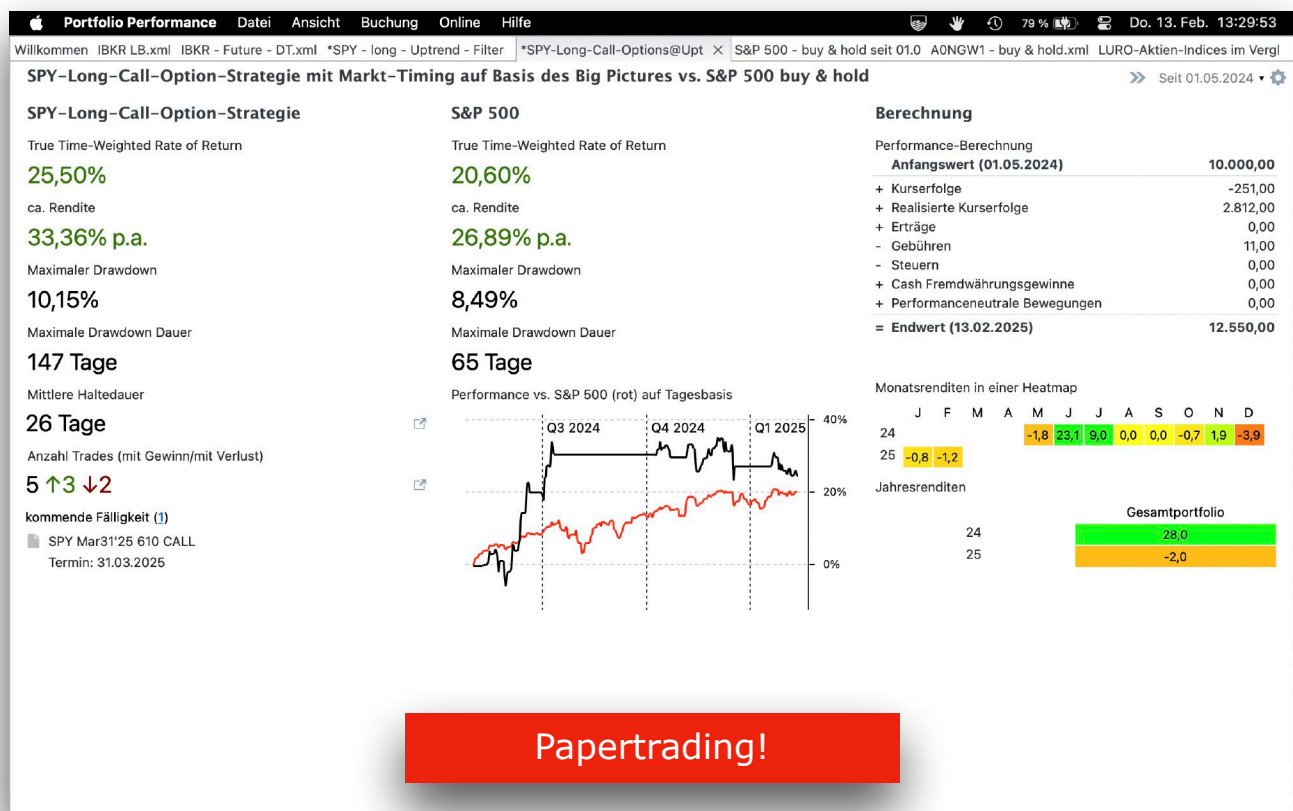 Portfolio Performance Datei Ansicht Buchung Online Hilfe 79 % Do. 13. Feb. 13:29:53
Willkommen IBKR LB.xml IBKR - Future - DT.xml *SPY - long - Uptrend - Filter *SPY-Long-Call-Options@Upt S&P 500 - buy & hold seit 01.0 A0NGW1 - buy & hold.xml LURO-Aktien-Indices im Vergl
SPY-Long-Call-Option-Strategie mit Markt-Timing auf Basis des Big Pictures vs. S&P 500 buy & hold
Seit 01.05.2024
SPY-Long-Call-Option-Strategie
True Time-Weighted Rate of Return
25,50%
ca. Rendite
33,36% p.a.
Maximaler Drawdown
10,15%
Maximale Drawdown Dauer
147 Tage
Mittlere Haltedauer
26 Tage
Anzahl Trades (mit Gewinn/mit Verlust)
5 ↑3 ↓2
kommende Fälligkeit (1)
SPY Mar31'25 610 CALL
Termin: 31.03.2025
S&P 500
True Time-Weighted Rate of Return
20,60%
ca. Rendite
26,89% p.a.
Maximaler Drawdown
8,49%
Maximale Drawdown Dauer
65 Tage
Performance vs. S&P 500 (rot) auf Tagesbasis
Q3 2024 Q4 2024 Q1 2025
40%
20%
0%
Berechnung
Performance-Berechnung
Anfangswert (01.05.2024) 10.000,00
+ Kurserfolge -251,00
+ Realisierte Kurserfolge 2.812,00
+ Erträge 0,00
- Gebühren 11,00
- Steuern 0,00
+ Cash Fremdwährungsgewinne 0,00
+ Performanceneutrale Bewegungen 0,00
= Endwert (13.02.2025) 12.550,00
Monatsrenditen in einer Heatmap
J F M A M J J A S O N D
24 -1,8 23,1 9,0 0,0 0,0 -0,7 1,9 -3,9
25 -0,8 -1,2
Jahresrenditen
Gesamtportfolio
24 28,0
25 -2,0
Papertrading!